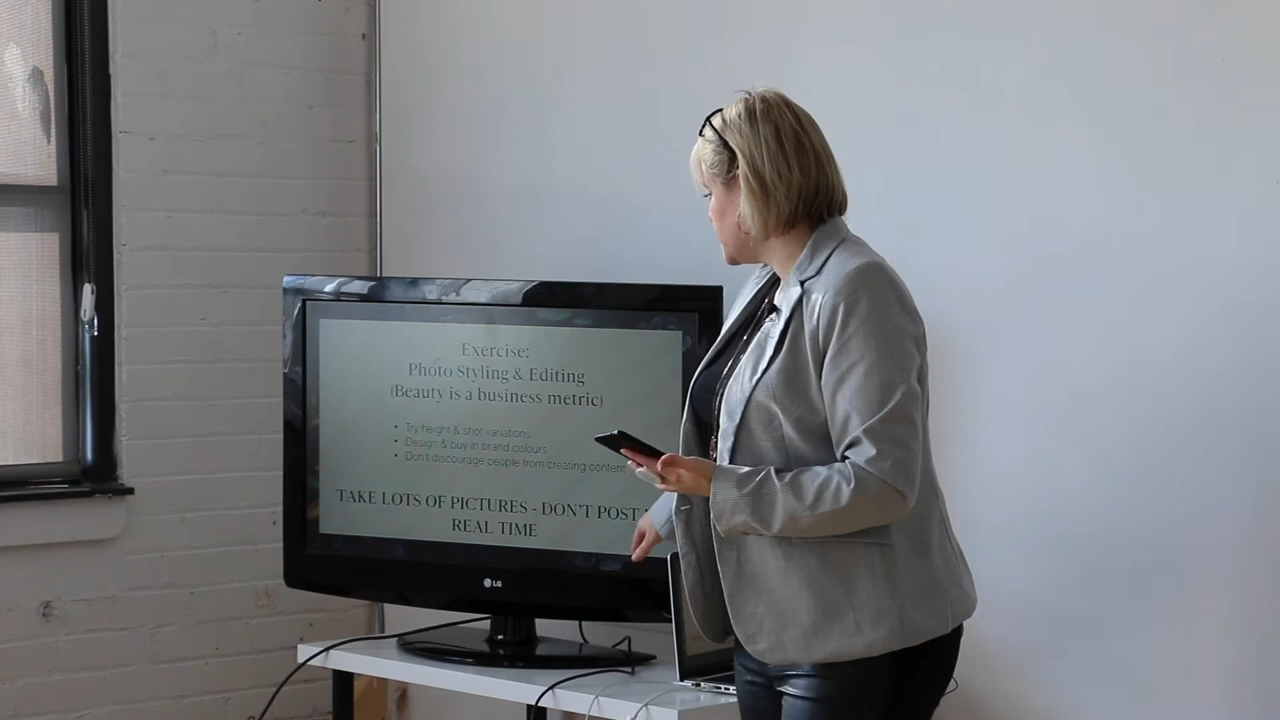 Exercise:
Photo Styling & Editing
(Beauty is a business metric)
• Try height & shot variations
• Design & buy in brand colours
• Don't discourage people from creating content
TAKE LOTS OF PICTURES - DON'T POST
REAL TIME
LG